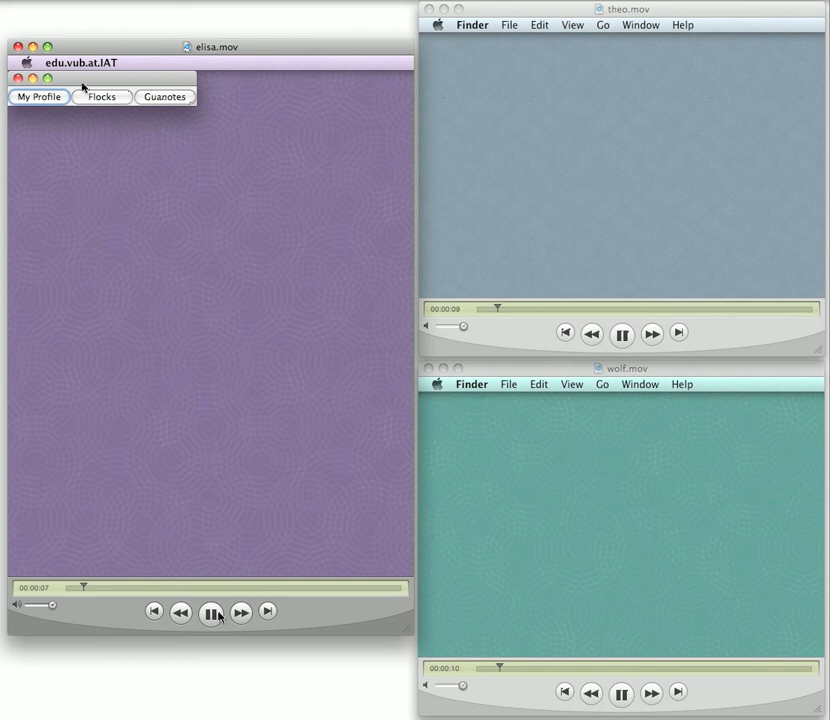 elisa.mov
edu.vub.at.IAT
My Profile Flocks Guanotes
00:00:07
theo.mov
Finder File Edit View Go Window Help
00:00:09
wolf.mov
Finder File Edit View Go Window Help
00:00:10